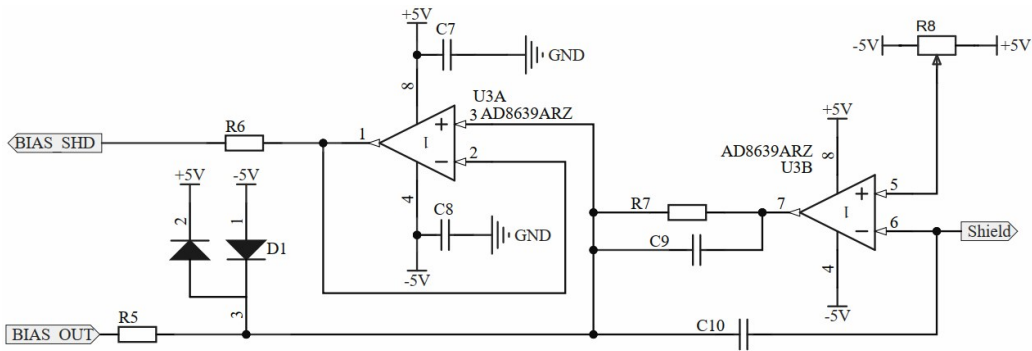 +5V
C7
GND
8
U3A
AD8639ARZ
3
+
I
−
2
1
4
C8
GND
-5V
BIAS_SHD
R6
+5V
-5V
2
1
D1
3
BIAS_OUT
R5
R7
C9
C10
-5V
R8
+5V
+5V
AD8639ARZ
U3B
8
5
+
I
−
6
7
4
-5V
Shield